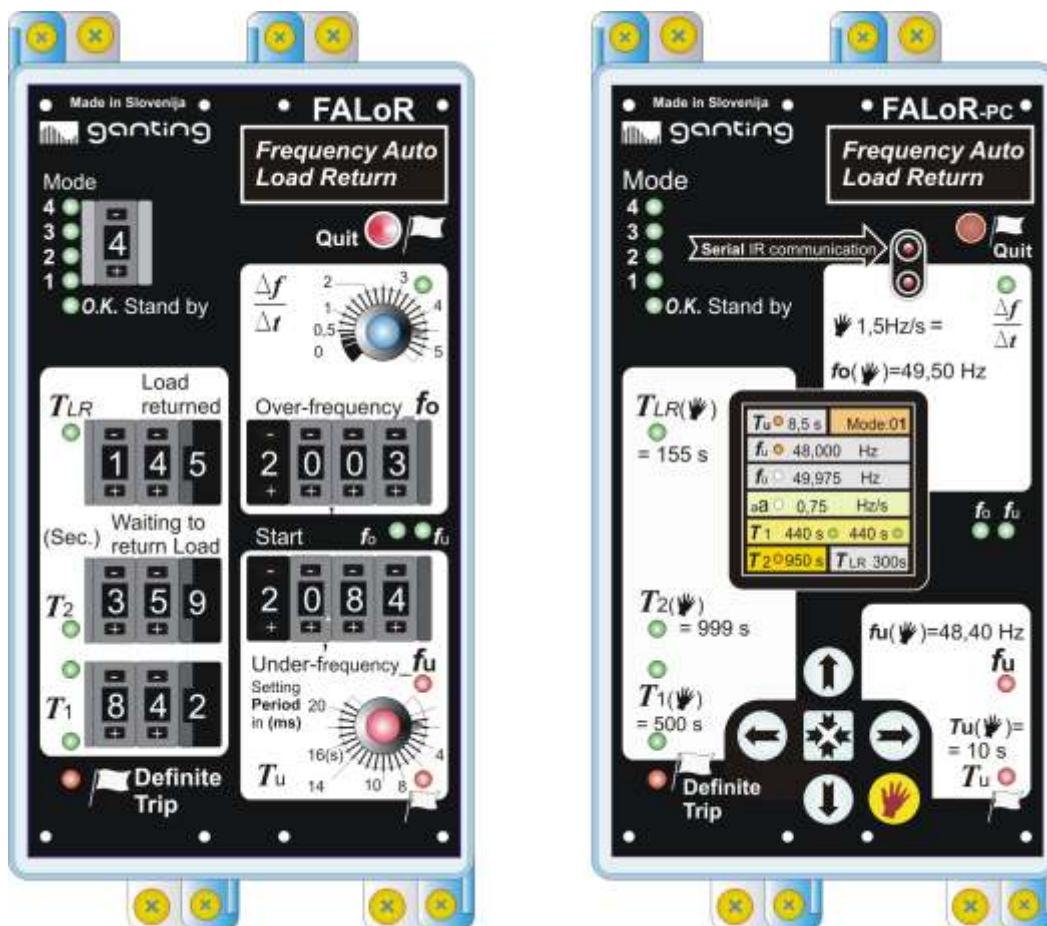 Made in Slovenija
ganting
FALoR
Frequency Auto
Load Return
Mode
4
3
2
1
-
4
+
O.K. Stand by
Quit
Δf
Δt
0
0,5
1
2
3
4
5
TLR
Load
returned
1 4 5
Over-frequency fo
2 0 0 3
(Sec.)
Waiting to
return Load
T2
3 5 9
Start fo fu
2 0 8 4
Under-frequency fu
T1
8 4 2
Setting
Period
in (ms)
20
16(s)
14
10
8
4
Tu
Definite
Trip
Made in Slovenija
ganting
FALoR-PC
Frequency Auto
Load Return
Mode
4
3
2
1
O.K. Stand by
Serial IR communication
Quit
1,5Hz/s =
Δf
Δt
fo( )=49,50 Hz
TLR( )
= 155 s
Tu 8,5 s Mode:01
fu 48,000 Hz
fo 49,975 Hz
aa 0,75 Hz/s
T1 440 s 440 s
T2 950 s TLR 300s
fo fu
T2( )
= 999 s
fu( )=48,40 Hz
fu
T1( )
= 500 s
Tu( )=
= 10 s
Tu
Definite
Trip